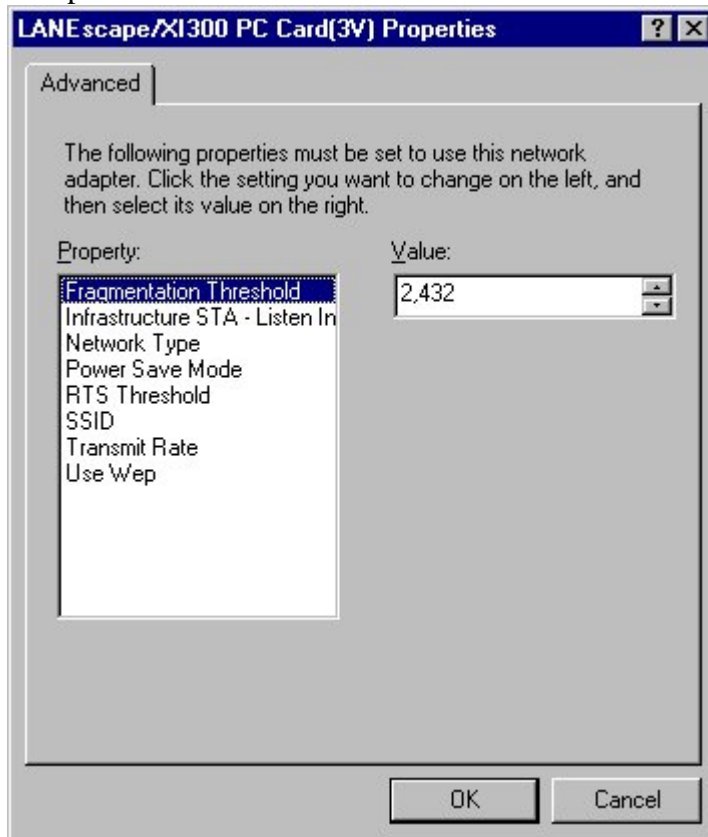 LANEscape/XI300 PC Card(3V) Properties
Advanced
The following properties must be set to use this network
adapter. Click the setting you want to change on the left, and
then select its value on the right.
Property:
Value:
Fragmentation Threshold
2,432
Infrastructure STA - Listen In
Network Type
Power Save Mode
RTS Threshold
SSID
Transmit Rate
Use Wep
OK
Cancel